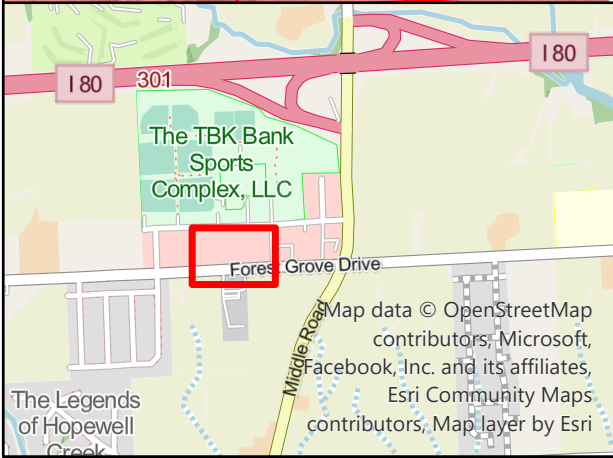 I 80
301
I 80
The TBK Bank
Sports
Complex, LLC
Forest Grove Drive
Middle Road
Map data © OpenStreetMap
contributors, Microsoft,
Facebook, Inc. and its affiliates,
Esri Community Maps
contributors, Map layer by Esri
The Legends
of Hopewell
Creek